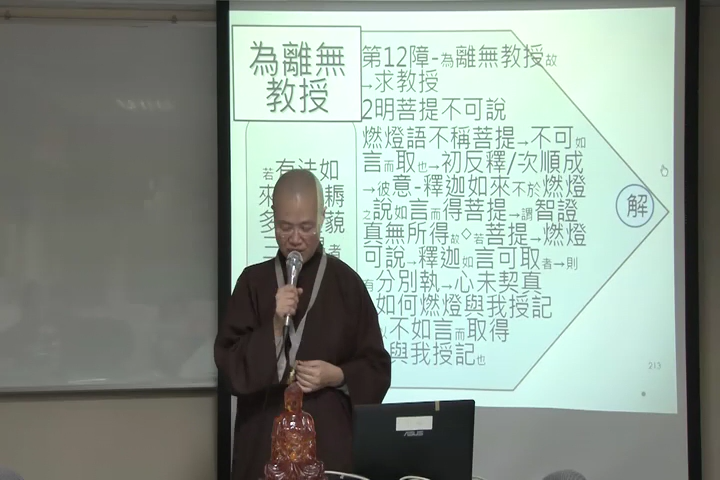 為離無
教授
若有法如
來
耨
多
貌
三
者
第12障-為離無教授故
→求教授
2明菩提不可說
燃燈語不稱菩提→不可如
言而取也→初反釋/次順成
→彼意-釋迦如來不於燃燈
之說如言而得菩提→謂智證
真無所得故◇若菩提→燃燈
可說→釋迦如言可取者→則
有分別執→心未契真
如何燃燈與我授記
以不如言而取得
與我授記也
解
213
ASUS